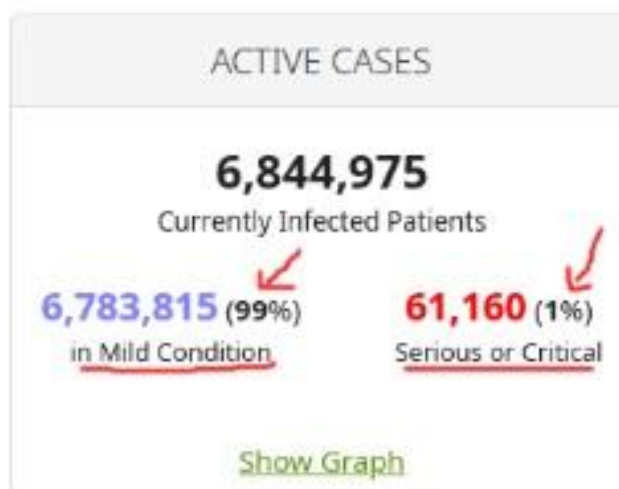 ACTIVE CASES
6,844,975
Currently Infected Patients
6,783,815 (99%)
in Mild Condition
61,160 (1%)
Serious or Critical
Show Graph